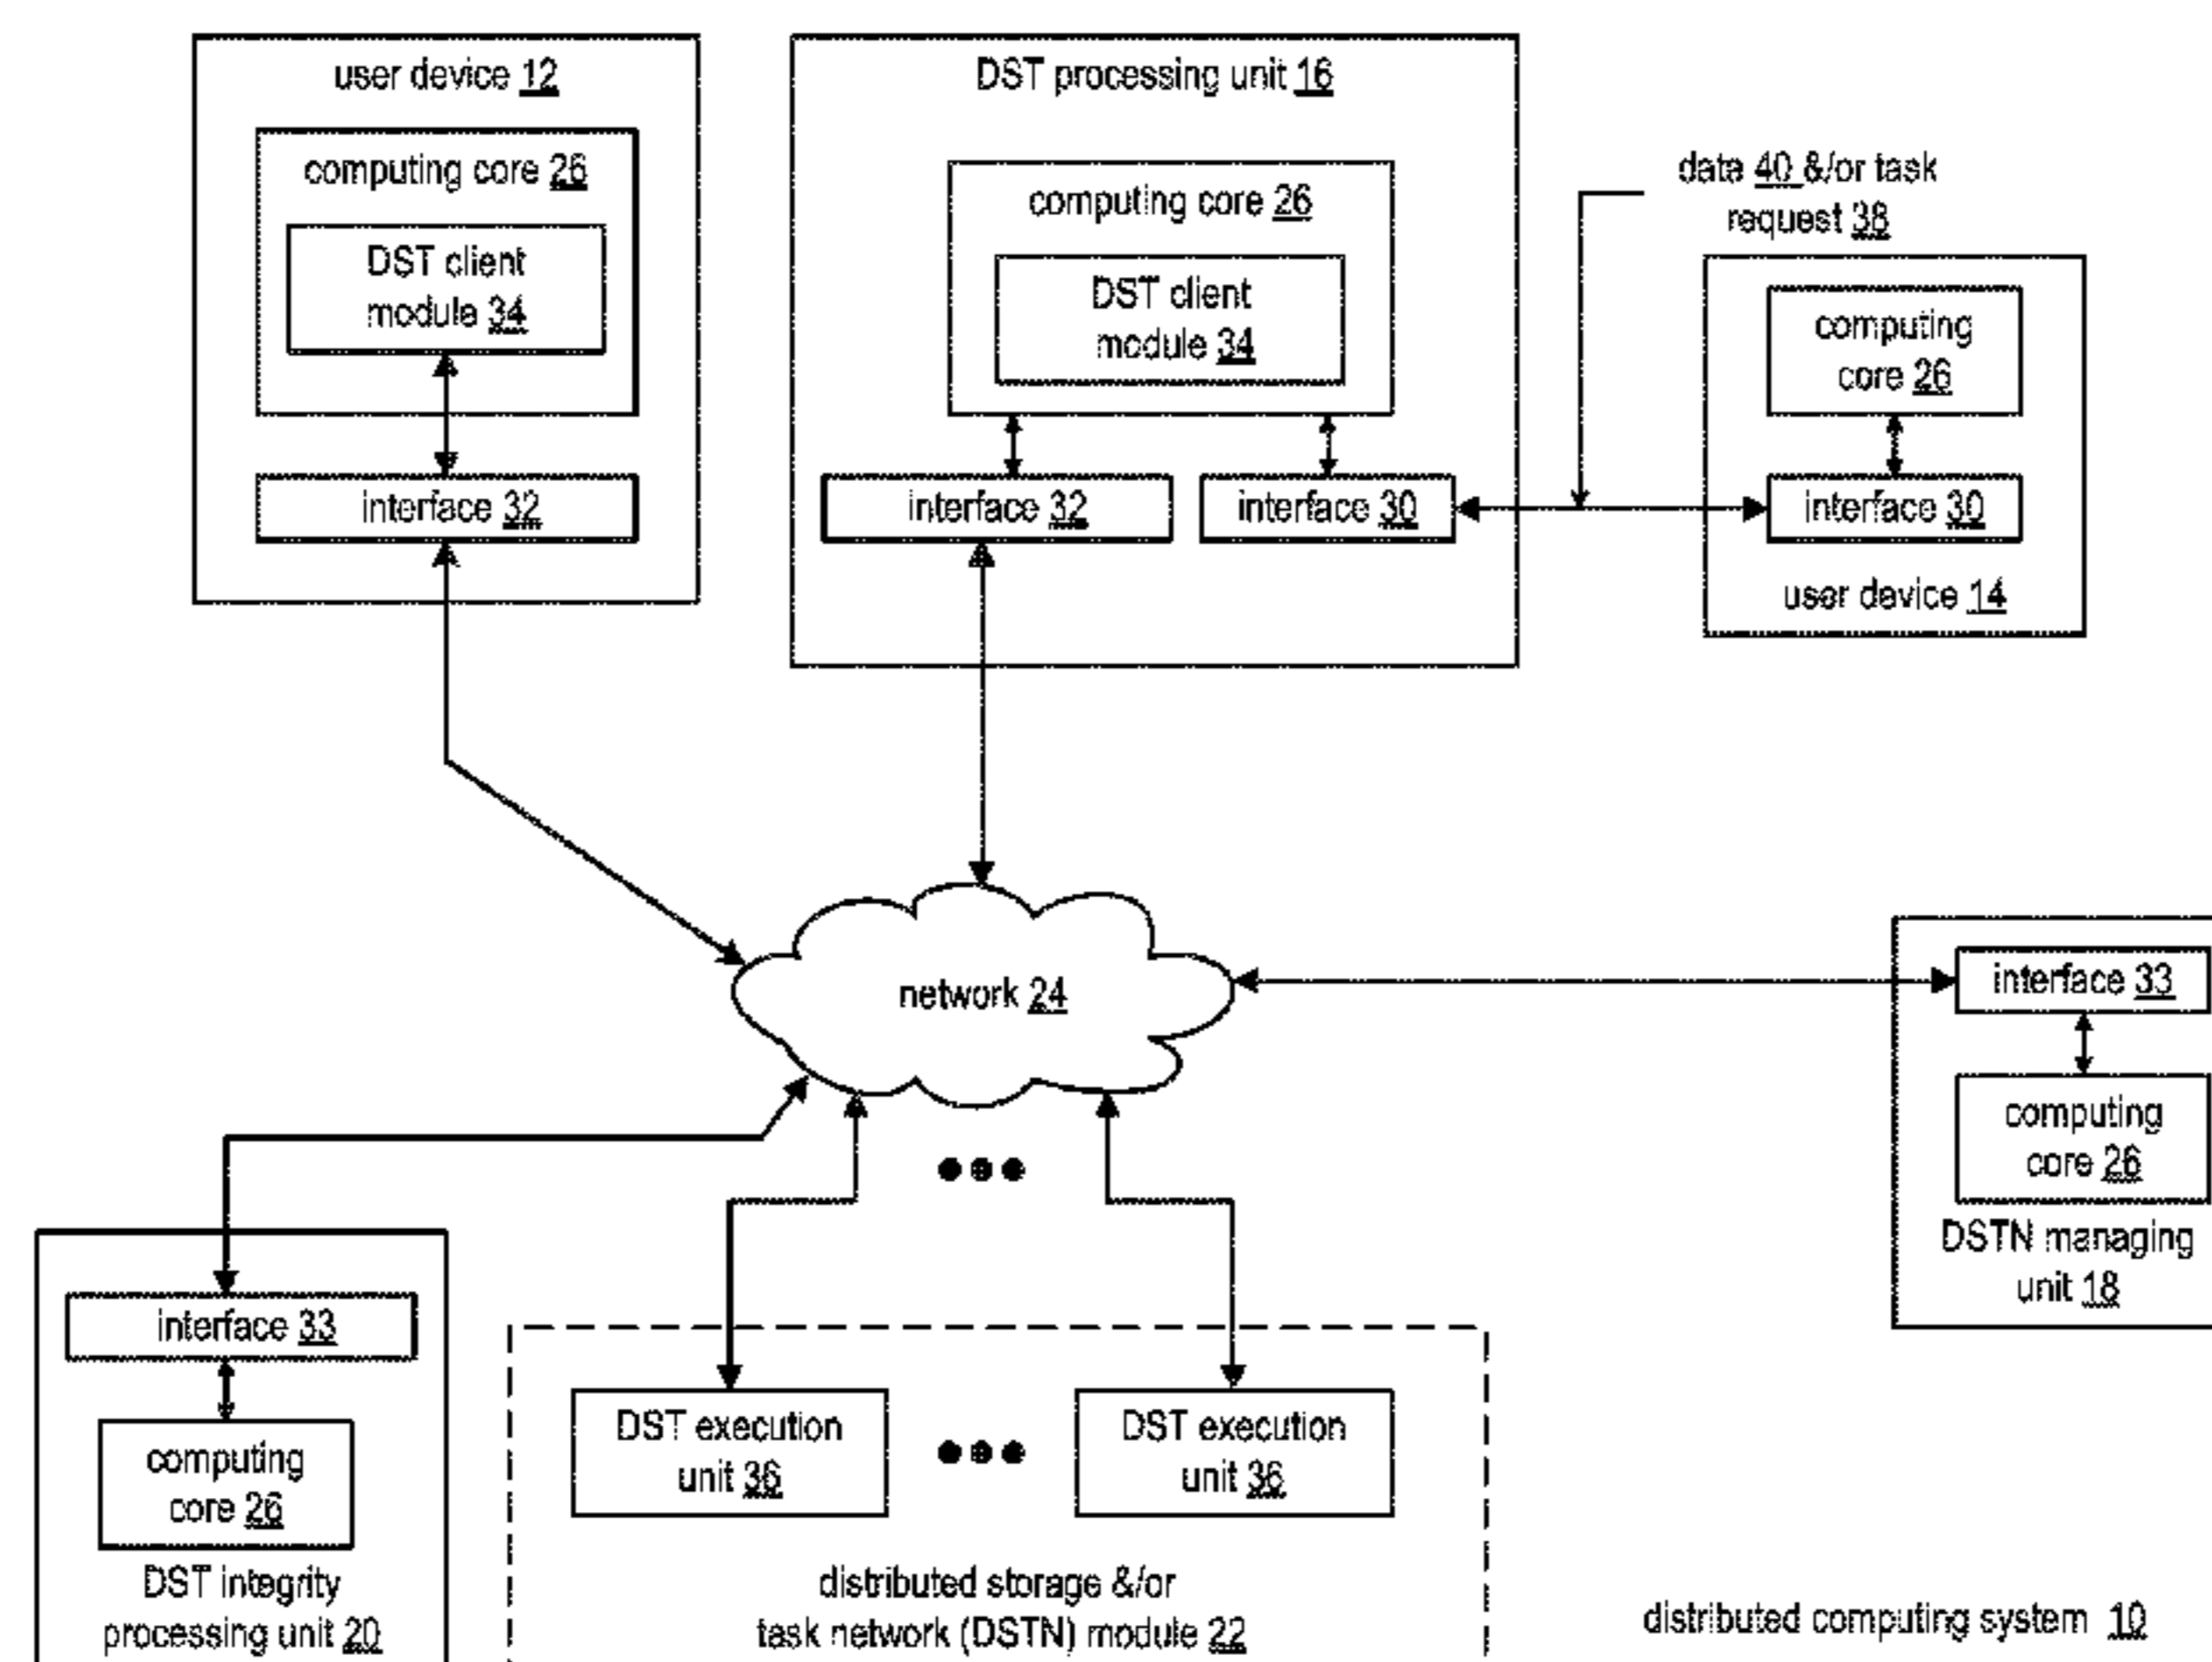 user device 12
computing core 26
DST client
module 34
interface 32
DST processing unit 16
computing core 26
DST client
module 34
interface 32
interface 30
date 40 &/or task
request 38
computing
core 26
interface 30
user device 14
network 24
interface 33
computing
core 26
DSTN managing
unit 18
interface 33
computing
core 26
DST integrity
processing unit 20
DST execution
unit 36
DST execution
unit 36
distributed storage &/or
task network (DSTN) module 22
distributed computing system 10